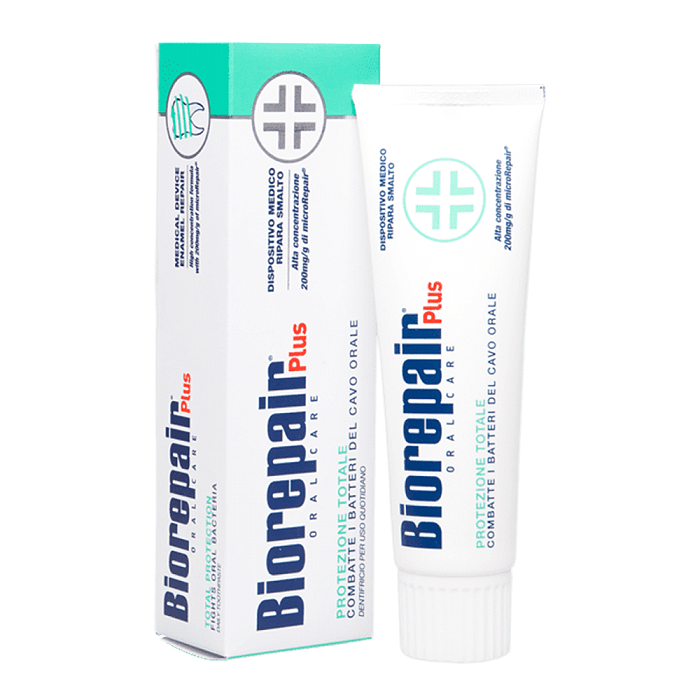 MEDICAL DEVICE
ENAMEL REPAIR
High concentration formula
with 200mg/g of microRepair®
Biorepair® Plus
ORAL CARE
TOTAL PROTECTION
FIGHTS ORAL BACTERIA
DAILY TOOTHPASTE
DISPOSITIVO MEDICO
RIPARA SMALTO
Alta concentrazione
200mg/g di microRepair®
Biorepair® Plus
ORAL CARE
PROTEZIONE TOTALE
COMBATTE I BATTERI DEL CAVO ORALE
DENTIFRICIO PER USO QUOTIDIANO
DISPOSITIVO MEDICO
RIPARA SMALTO
Alta concentrazione
200mg/g di microRepair®
Biorepair® Plus
ORAL CARE
PROTEZIONE TOTALE
COMBATTE I BATTERI DEL CAVO ORALE